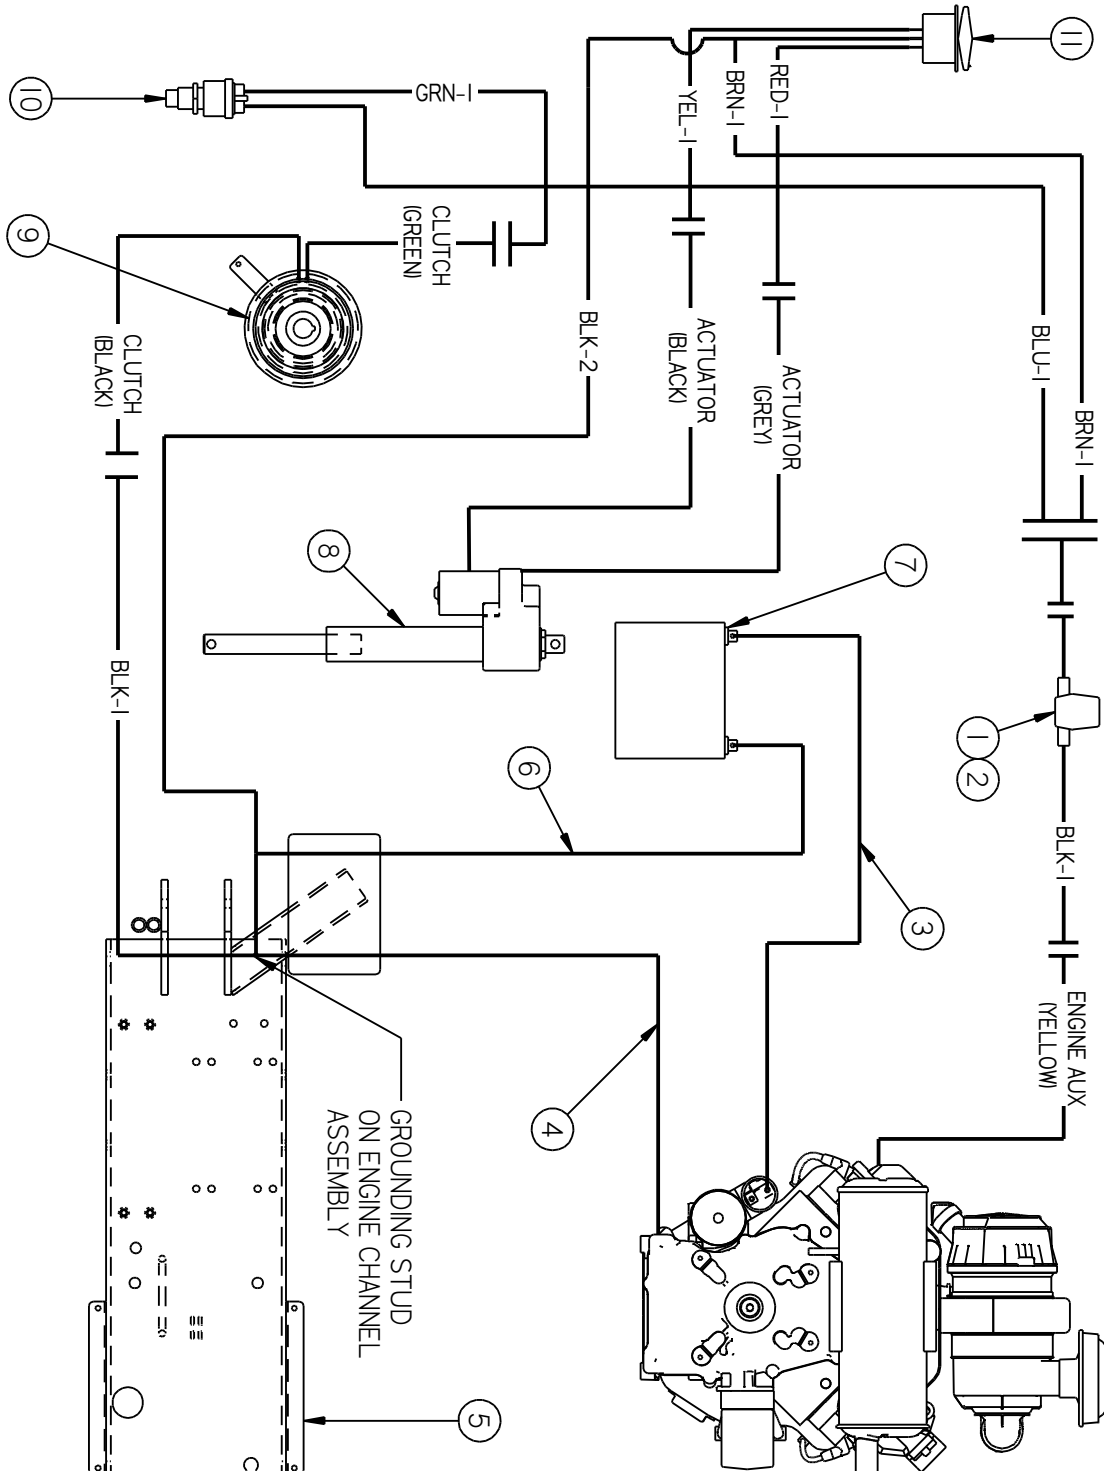 11
BRN-1
BLK-1
ENGINE AUX
(YELLOW)
BLU-1
1
2
3
7
RED-1
ACTUATOR
(GREY)
BRN-1
YEL-1
ACTUATOR
(BLACK)
BLK-2
4
6
5
GRN-1
CLUTCH
(GREEN)
GROUNDING STUD
ON ENGINE CHANNEL
ASSEMBLY
8
CLUTCH
(BLACK)
BLK-1
10
9